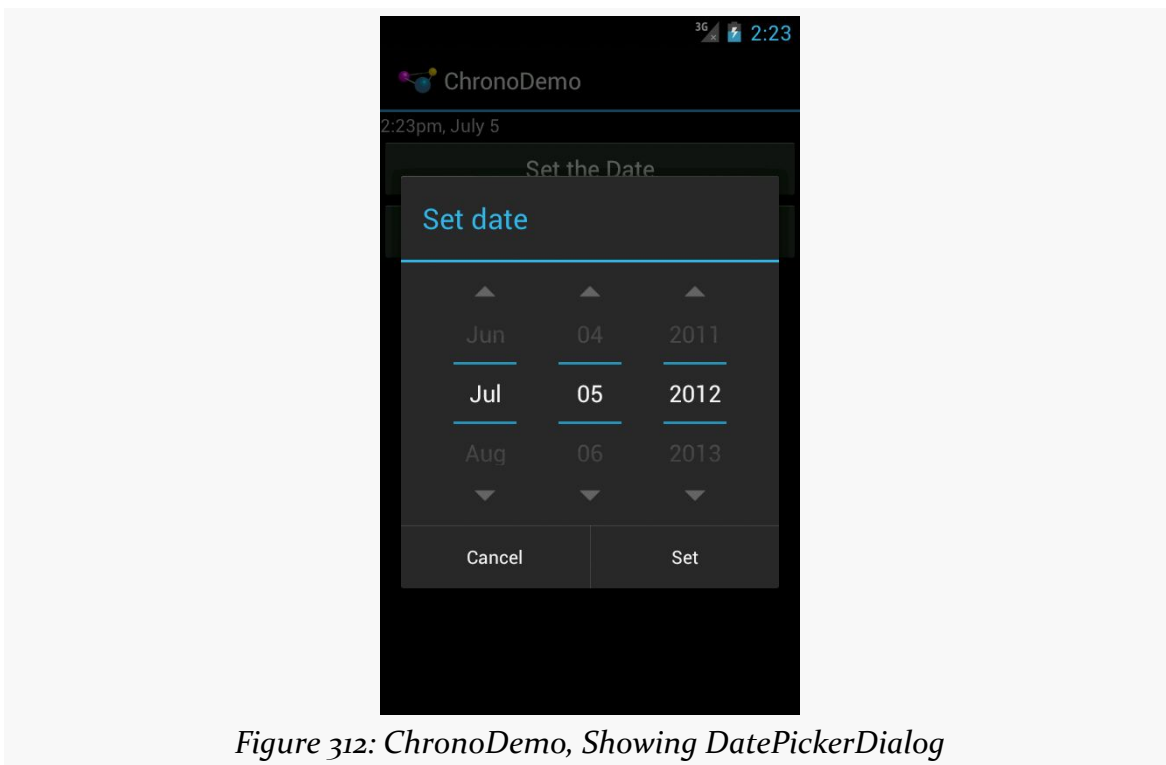 3G 2:23
ChronoDemo
2:23pm, July 5
Set the Date
Set date
Jun 04 2011
Jul 05 2012
Aug 06 2013
Cancel Set
Figure 312: ChronoDemo, Showing DatePickerDialog